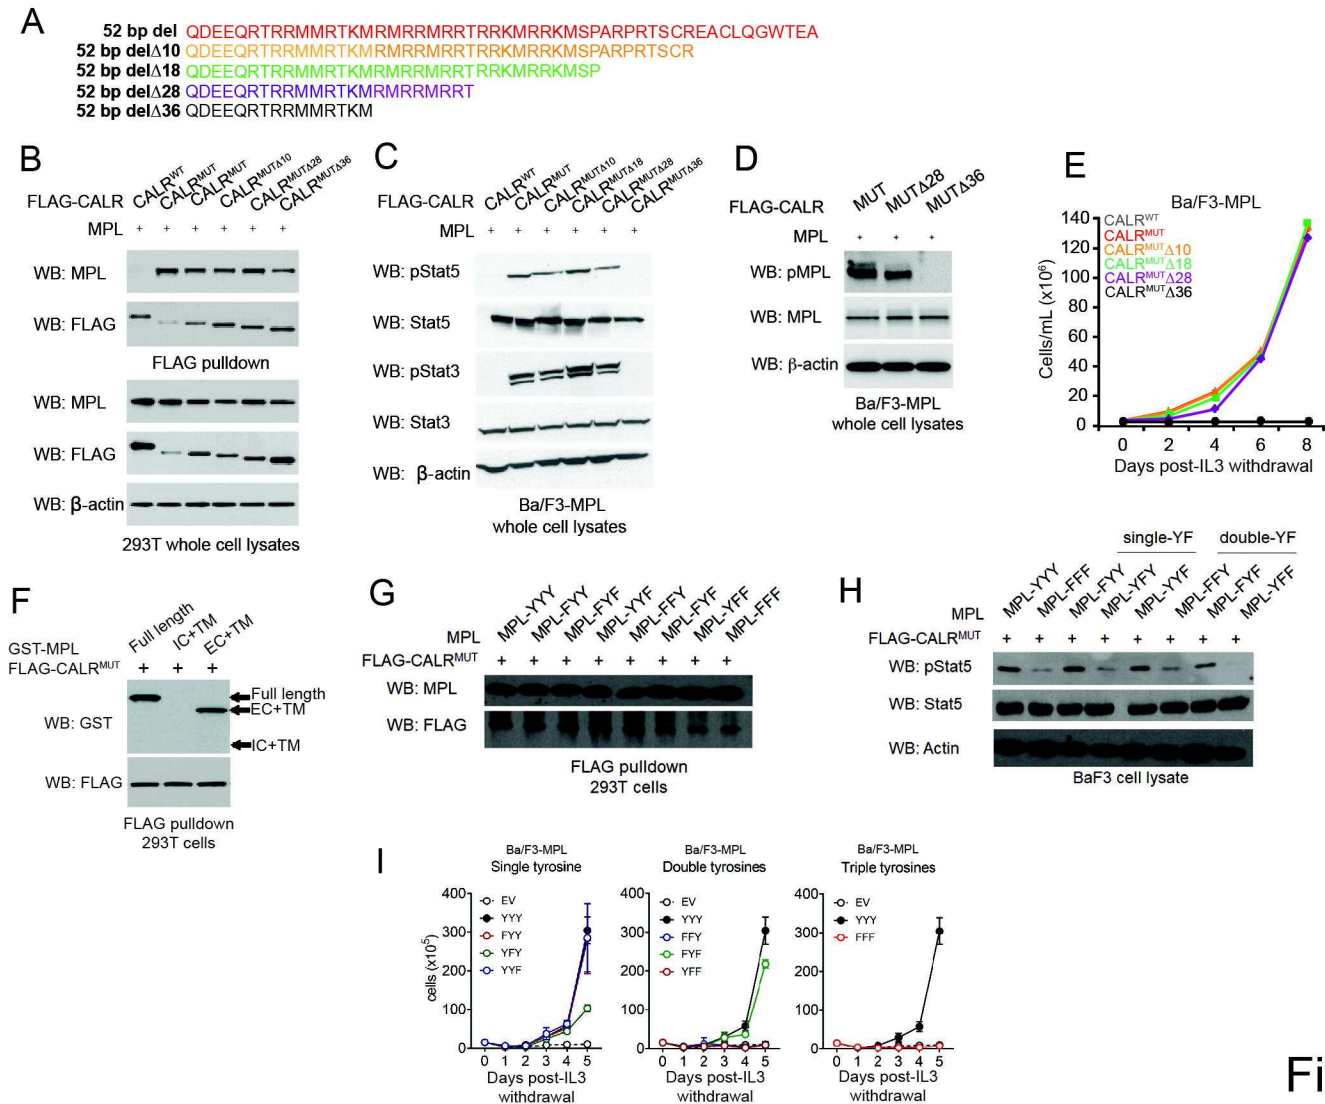 A
52 bp del QDEEQRTRRMMRTKMRMRRMRRTRRKMRRKMSPARPRTSCREACLQGWTEA
52 bp delΔ10 QDEEQRTRRMMRTKMRMRRMRRTRRKMRRKMSPARPRTSCR
52 bp delΔ18 QDEEQRTRRMMRTKMRMRRMRRTRRKMRRKMSP
52 bp delΔ28 QDEEQRTRRMMRTKMRMRRMRRT
52 bp delΔ36 QDEEQRTRRMMRTKM
B
FLAG-CALR CALRWT CALRMUT CALRMUT CALRMUTΔ10 CALRMUTΔ28 CALRMUTΔ36
MPL + + + + + +
WB: MPL
WB: FLAG
FLAG pulldown
WB: MPL
WB: FLAG
WB: β-actin
293T whole cell lysates
C
FLAG-CALR CALRWT CALRMUT CALRMUTΔ10 CALRMUTΔ18 CALRMUTΔ28 CALRMUTΔ36
MPL + + + + + +
WB: pStat5
WB: Stat5
WB: pStat3
WB: Stat3
WB: β-actin
Ba/F3-MPL
whole cell lysates
D
FLAG-CALR MUT MUTΔ28 MUTΔ36
MPL + + +
WB: pMPL
WB: MPL
WB: β-actin
Ba/F3-MPL
whole cell lysates
E
Ba/F3-MPL
CALRWT
CALRMUT
CALRMUTΔ10
CALRMUTΔ18
CALRMUTΔ28
CALRMUTΔ36
Cells/mL (x10⁶)
140
120
100
80
60
40
20
0
0 2 4 6 8
Days post-IL3 withdrawal
F
GST-MPL Full length IC+TM EC+TM
FLAG-CALRMUT + + +
WB: GST
Full length
EC+TM
IC+TM
WB: FLAG
FLAG pulldown
293T cells
G
MPL MPL-YYY MPL-FYY MPL-FYF MPL-YYF MPL-FFY MPL-FYF MPL-YFF MPL-FFF
FLAG-CALRMUT + + + + + + + +
WB: MPL
WB: FLAG
FLAG pulldown
293T cells
H
single-YF double-YF
MPL MPL-YYY MPL-FFF MPL-FYY MPL-YFY MPL-YYF MPL-FFY MPL-FYF MPL-YFF
FLAG-CALRMUT + + + + + + + +
WB: pStat5
WB: Stat5
WB: Actin
BaF3 cell lysate
I
Ba/F3-MPL
Single tyrosine
cells (x10⁵)
400
300
200
100
0
EV
YYY
FYY
YFY
YYF
0 1 2 3 4 5
Days post-IL3
withdrawal
Ba/F3-MPL
Double tyrosines
400
300
200
100
0
EV
YYY
FFY
FYF
YFF
0 1 2 3 4 5
Days post-IL3
withdrawal
Ba/F3-MPL
Triple tyrosines
400
300
200
100
0
EV
YYY
FFF
0 1 2 3 4 5
Days post-IL3
withdrawal
Fi